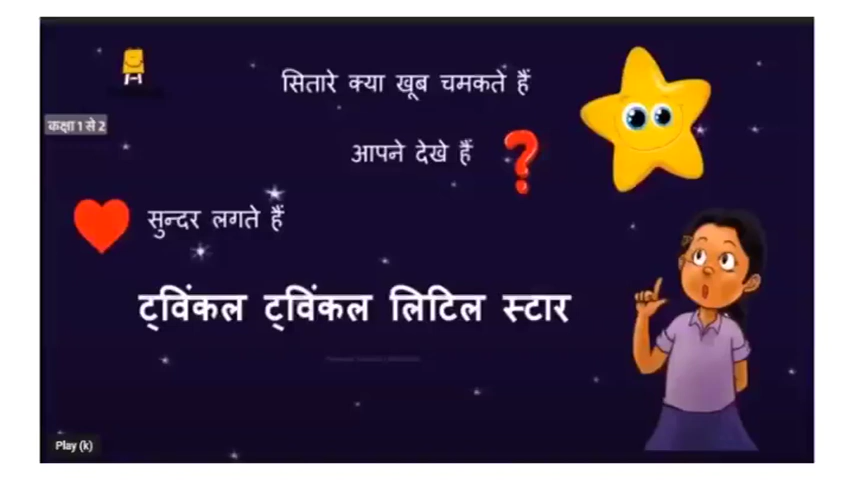 सितारे क्या खूब चमकते हैं
कक्षा 1 से 2
आपने देखे हैं ?
सुन्दर लगते हैं
ट्विंकल ट्विंकल लिटिल स्टार
Play (k)